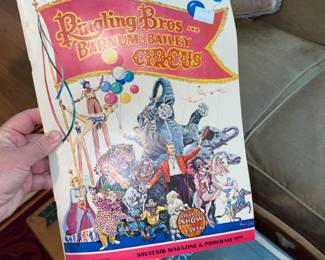 Ringling Bros AND
BARNUM & BAILEY
CIRCUS
GREATEST
SHOW
ON
EARTH
SOUVENIR MAGAZINE & PROGRAM